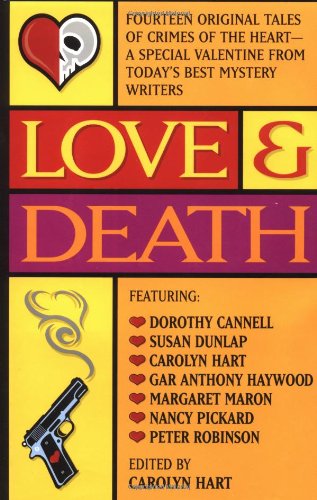 FOURTEEN ORIGINAL TALES
OF CRIMES OF THE HEART—
A SPECIAL VALENTINE FROM
TODAY'S BEST MYSTERY
WRITERS
LOVE &
DEATH
FEATURING:
DOROTHY CANNELL
SUSAN DUNLAP
CAROLYN HART
GAR ANTHONY HAYWOOD
MARGARET MARON
NANCY PICKARD
PETER ROBINSON
EDITED BY
CAROLYN HART